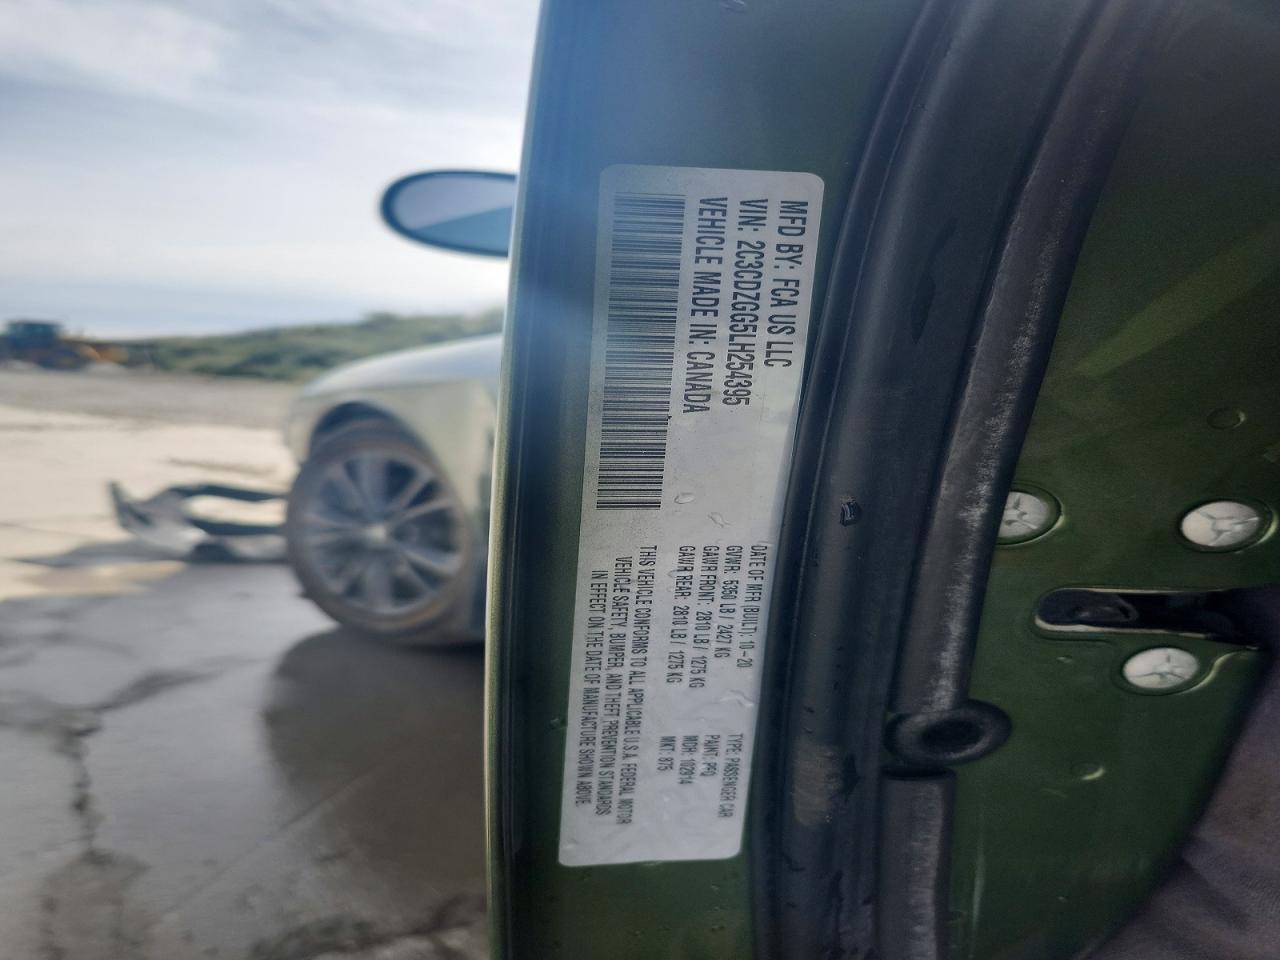 MFD BY: FCA US LLC
VIN: 2C3CDZGG5LH254395
VEHICLE MADE IN: CANADA
DATE OF MFR (BUILT): 10-20
GVWR: 5350 LB / 2427 KG
GAWR FRONT: 2810 LB / 1275 KG
GAWR REAR: 2810 LB / 1275 KG
TYPE: PASSENGER CAR
PAINT: PFQ
MDH: 102914
MKT: 875
THIS VEHICLE CONFORMS TO ALL APPLICABLE U.S.A. FEDERAL MOTOR
VEHICLE SAFETY, BUMPER, AND THEFT PREVENTION STANDARDS
IN EFFECT ON THE DATE OF MANUFACTURE SHOWN ABOVE.